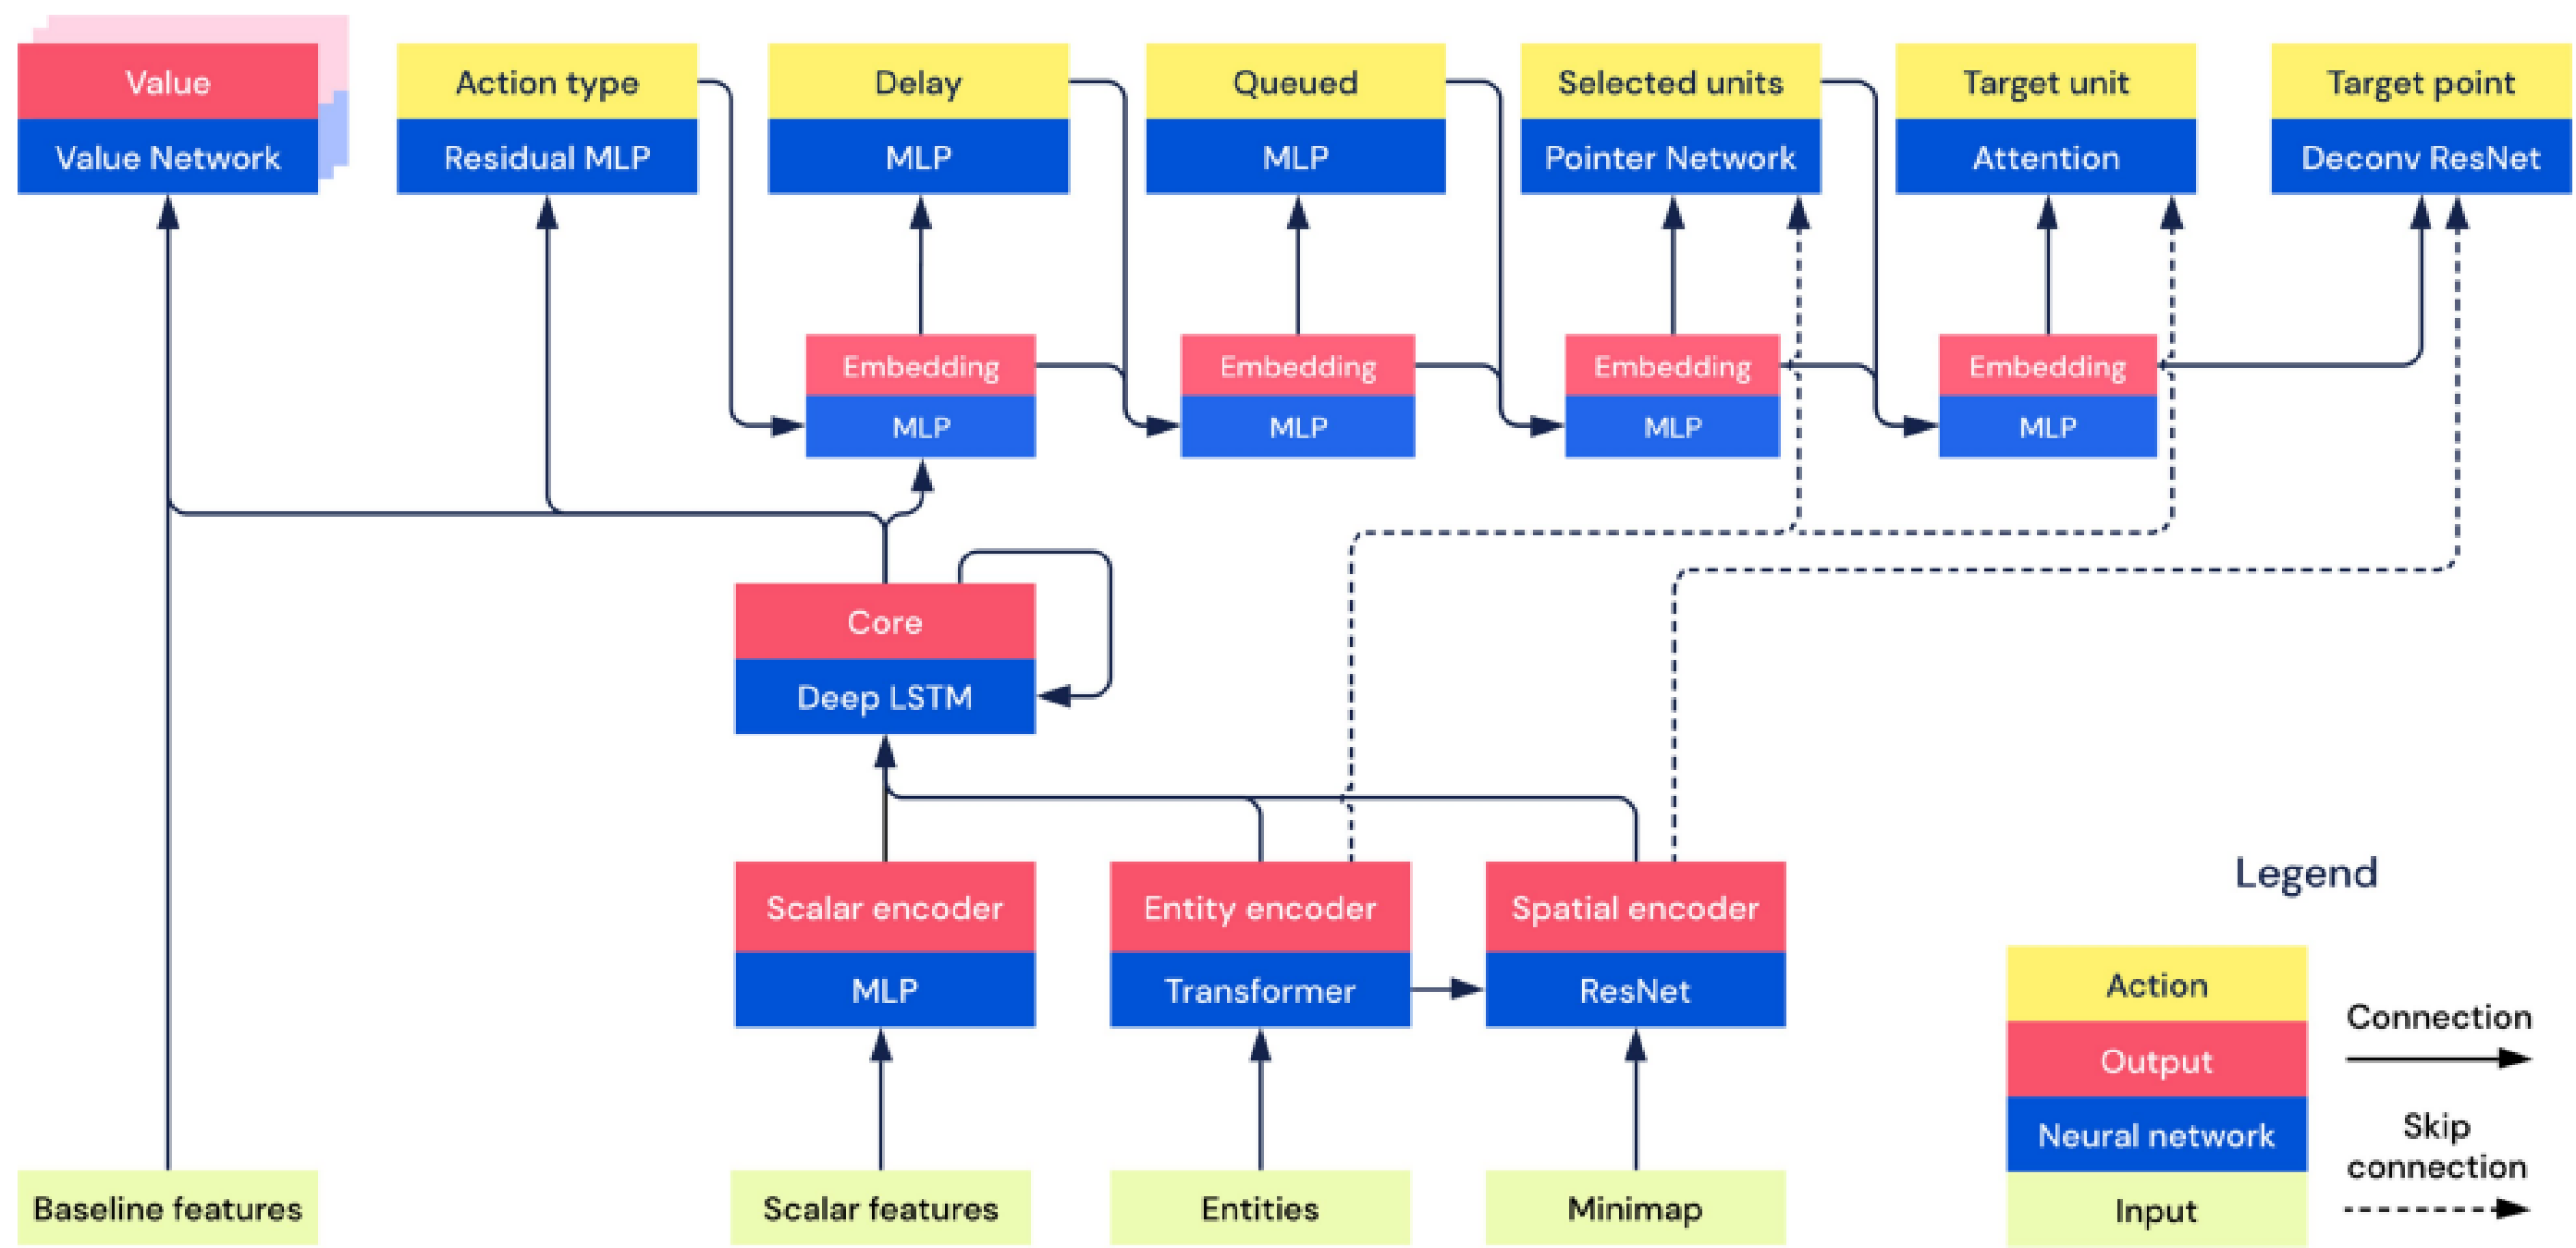 Value
Value Network
Action type
Residual MLP
Delay
MLP
Queued
MLP
Selected units
Pointer Network
Target unit
Attention
Target point
Deconv ResNet
Embedding
MLP
Embedding
MLP
Embedding
MLP
Embedding
MLP
Core
Deep LSTM
Scalar encoder
MLP
Entity encoder
Transformer
Spatial encoder
ResNet
Baseline features
Scalar features
Entities
Minimap
Legend
Action
Output
Neural network
Input
Connection
Skip
connection